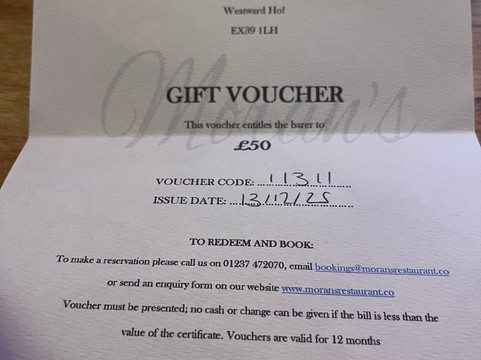 Westward Ho!
EX39 1LH
Moran's
GIFT VOUCHER
This voucher entitles the barer to
£50
VOUCHER CODE: 11311
ISSUE DATE: 13/12/25
TO REDEEM AND BOOK:
To make a reservation please call us on 01237 472070, email bookings@moransrestaurant.co
or send an enquiry form on our website www.moransrestaurant.co
Voucher must be presented; no cash or change can be given if the bill is less than the
value of the certificate. Vouchers are valid for 12 months